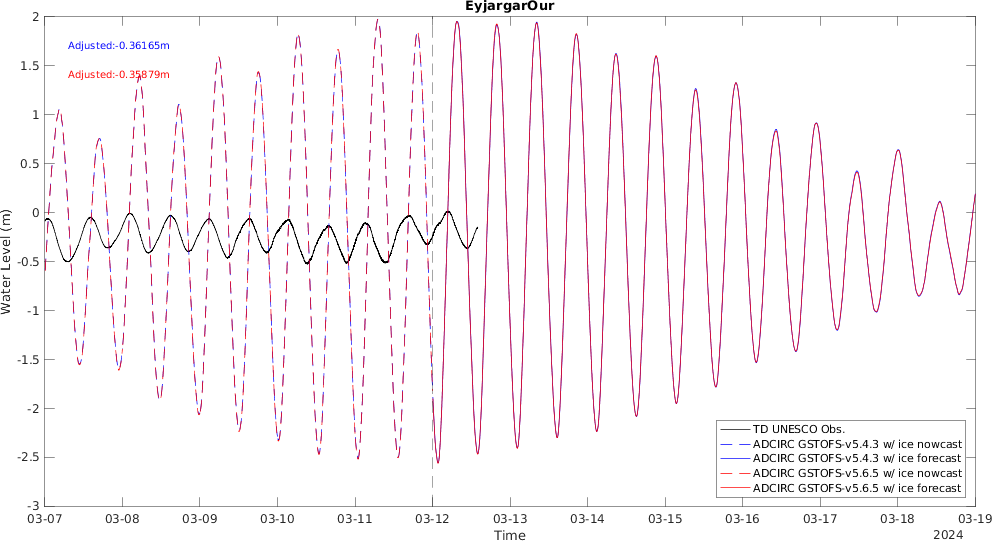 EyjargarOur
Adjusted:-0.36165m
Adjusted:-0.35879m
2
1.5
1
0.5
0
-0.5
-1
-1.5
-2
-2.5
-3
Water Level (m)
TD UNESCO Obs.
ADCIRC GSTOFS-v5.4.3 w/ ice nowcast
ADCIRC GSTOFS-v5.4.3 w/ ice forecast
ADCIRC GSTOFS-v5.6.5 w/ ice nowcast
ADCIRC GSTOFS-v5.6.5 w/ ice forecast
03-07 03-08 03-09 03-10 03-11 03-12 03-13 03-14 03-15 03-16 03-17 03-18 03-19
Time
2024